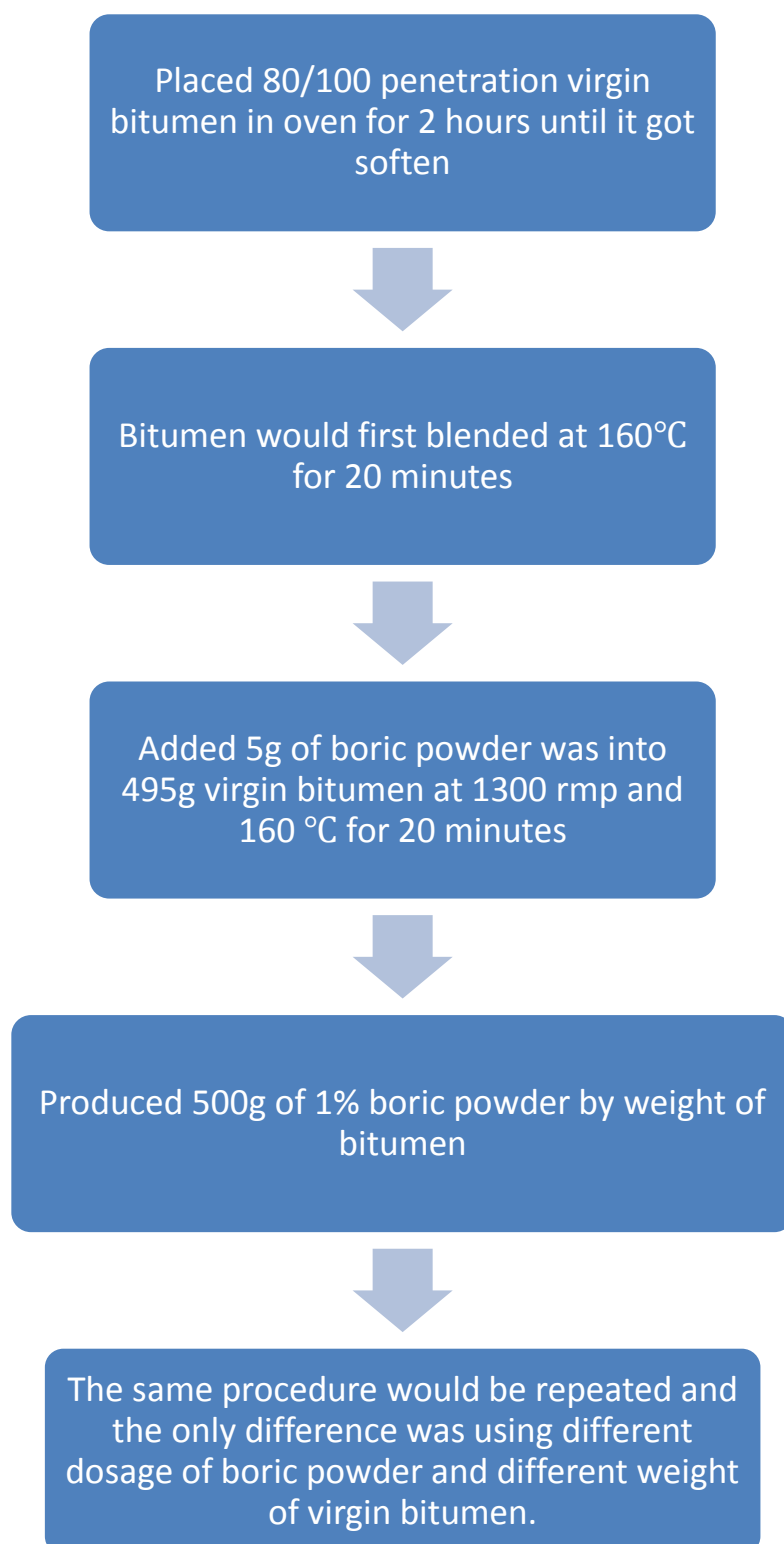 Placed 80/100 penetration virgin
bitumen in oven for 2 hours until it got
soften
Bitumen would first blended at 160℃
for 20 minutes
Added 5g of boric powder was into
495g virgin bitumen at 1300 rmp and
160 ℃ for 20 minutes
Produced 500g of 1% boric powder by weight of
bitumen
The same procedure would be repeated and
the only difference was using different
dosage of boric powder and different weight
of virgin bitumen.